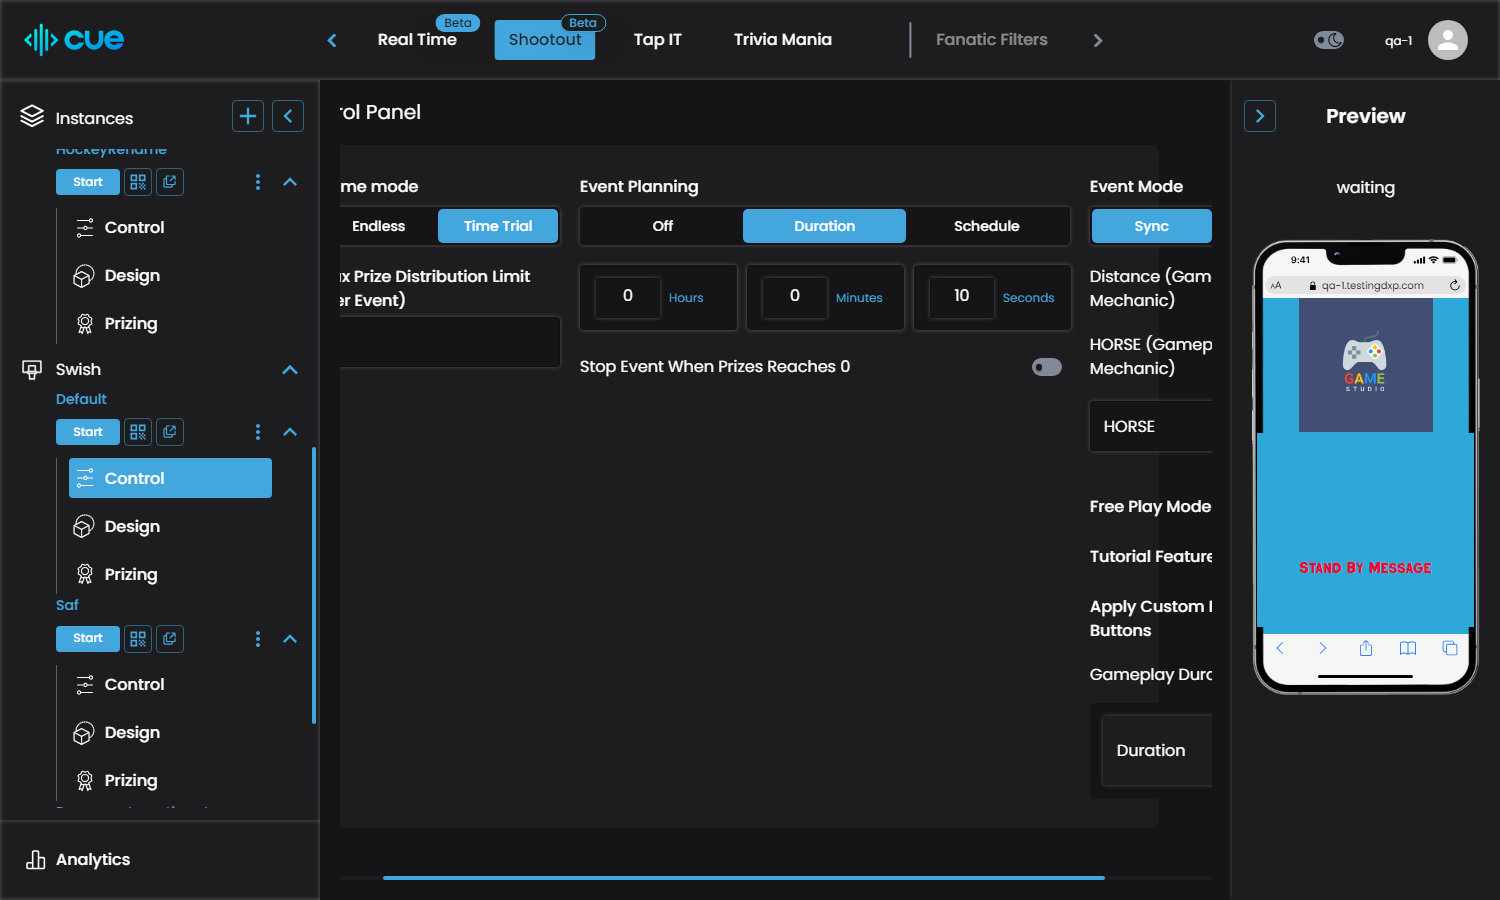 cue
Real Time
Beta
Shootout
Beta
Tap IT
Trivia Mania
Fanatic Filters
qa-1
Instances
HockeyRename
Start
Control
Design
Prizing
Swish
Default
Start
Control
Design
Prizing
Saf
Start
Control
Design
Prizing
Analytics
rol Panel
me mode
Endless
Time Trial
ax Prize Distribution Limit
er Event)
Event Planning
Off
Duration
Schedule
0 Hours
0 Minutes
10 Seconds
Stop Event When Prizes Reaches 0
Event Mode
Sync
Distance (Gam
Mechanic)
HORSE (Gamep
Mechanic)
HORSE
Free Play Mode
Tutorial Feature
Apply Custom
Buttons
Gameplay Dura
Duration
Preview
waiting
9:41
AA
qa-1.testingdxp.com
GAME
STUDIO
Stand By Message